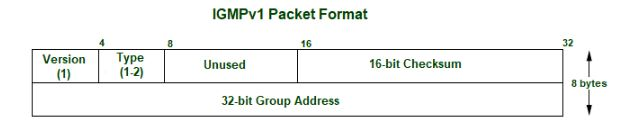 IGMPv1 Packet Format
4 8 16 32
Version Type Unused 16-bit Checksum
(1) (1-2)
8 bytes
32-bit Group Address